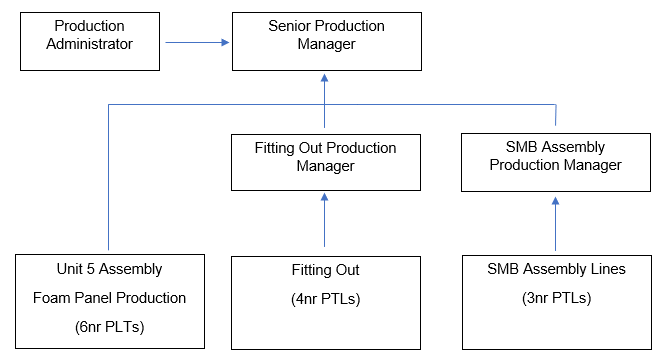 Production
Administrator
Senior Production
Manager
Fitting Out Production
Manager
SMB Assembly
Production Manager
Unit 5 Assembly
Foam Panel Production
(6nr PLTs)
Fitting Out
(4nr PTLs)
SMB Assembly Lines
(3nr PTLs)